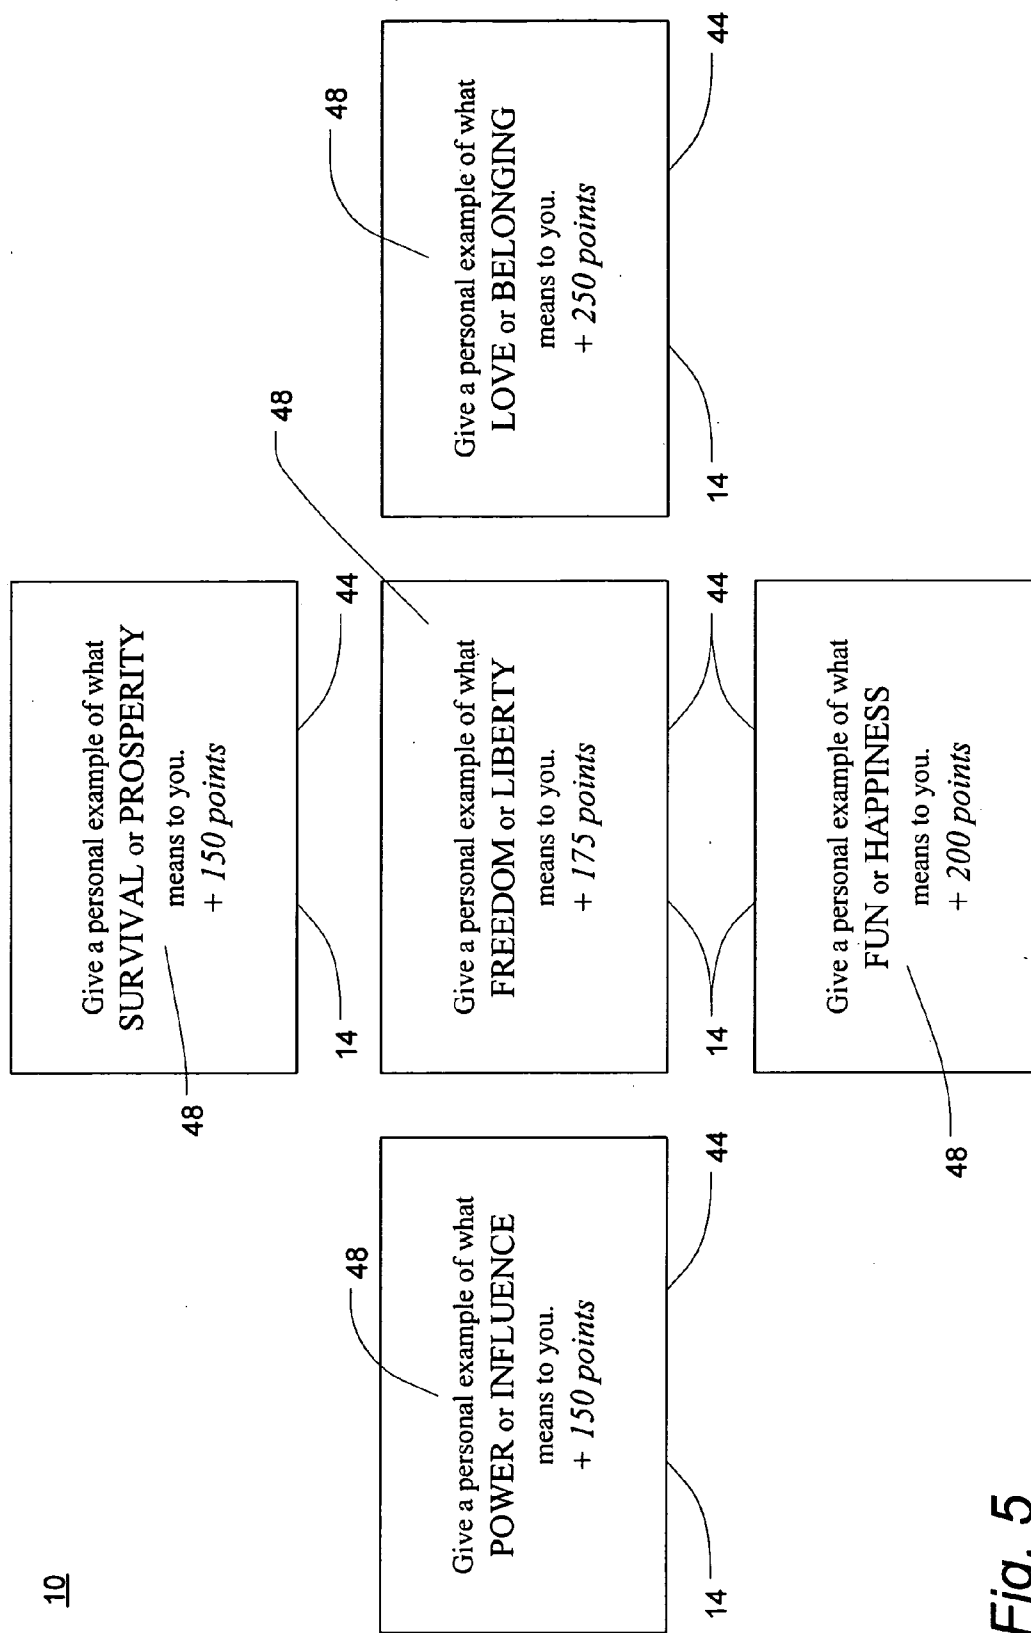 10
Give a personal example of what
SURVIVAL or PROSPERITY
means to you.
+ 150 points
48
14
44
48
Give a personal example of what
POWER or INFLUENCE
means to you.
+ 150 points
14
44
48
Give a personal example of what
FREEDOM or LIBERTY
means to you.
+ 175 points
14
44
48
Give a personal example of what
LOVE or BELONGING
means to you.
+ 250 points
14
44
Give a personal example of what
FUN or HAPPINESS
means to you.
+ 200 points
48
Fig. 5